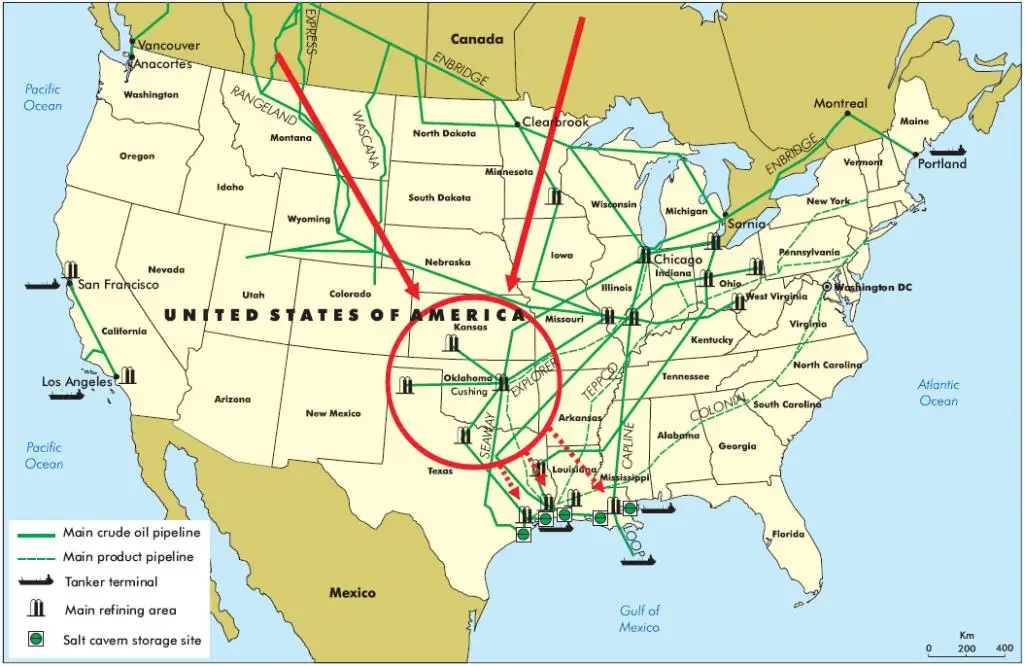 Canada
EXPRESS
Vancouver
Anacortes
ENBRIDGE
Pacific
Ocean
Washington
RANGELAND
WASCANA
Montreal
Maine
Clearbrook
North Dakota
Montana
ENBRIDGE
Portland
Oregon
Minnesota
Vermont
Idaho
South Dakota
Wisconsin
Michigan
New York
Wyoming
Sarnia
Iowa
Chicago
Pennsylvania
Nevada
Nebraska
Indiana
San Francisco
Utah
Colorado
Illinois
Ohio
Washington DC
West Virginia
UNITED STATES OF AMERICA
Kansas
Missouri
Virginia
California
Kentucky
Los Angeles
Oklahoma
Cushing
EXPLORER
TEPPCO
Tennessee
North Carolina
Arizona
New Mexico
Arkansas
COLONIAL
South Carolina
Atlantic
Ocean
SEAWAY
CAPLINE
Alabama
Georgia
Pacific
Ocean
Texas
Louisiana
Mississippi
Florida
LOOP
Main crude oil pipeline
Main product pipeline
Tanker terminal
Main refining area
Salt cavern storage site
Mexico
Gulf of
Mexico
Km
0 200 400